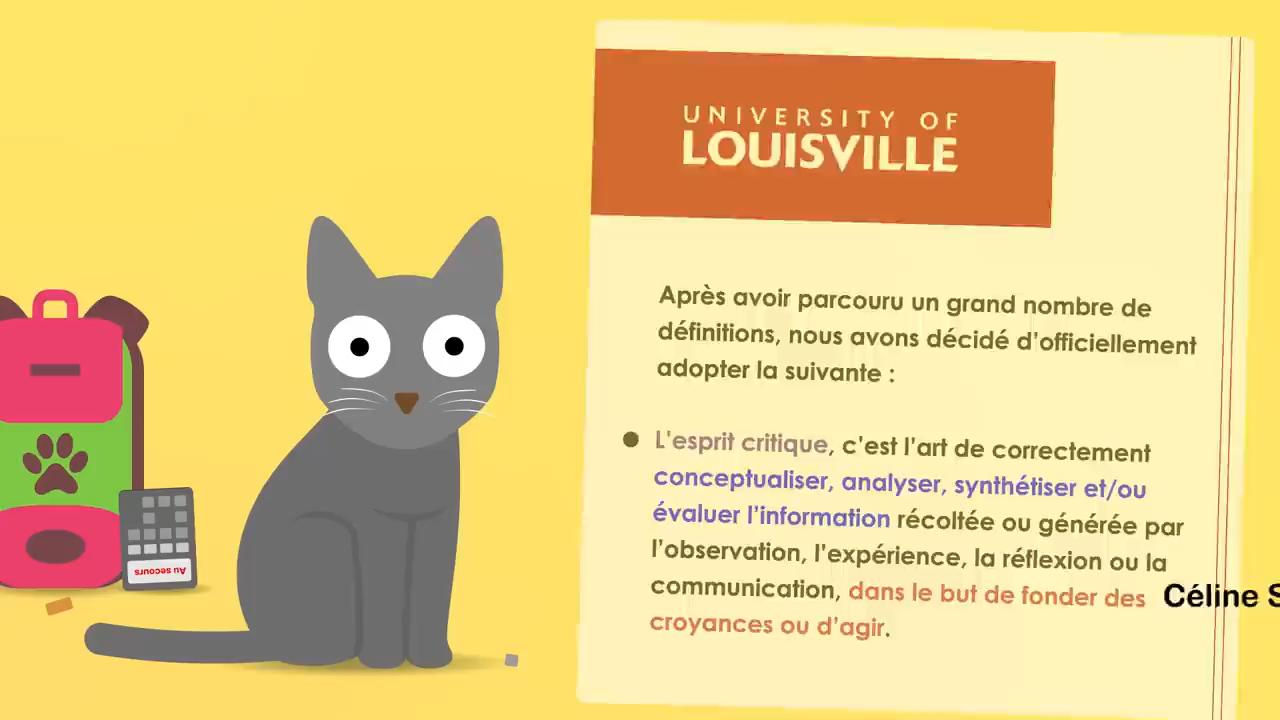 UNIVERSITY OF
LOUISVILLE
Après avoir parcouru un grand nombre de
définitions, nous avons décidé d'officiellement
adopter la suivante :
L'esprit critique, c'est l'art de correctement
conceptualiser, analyser, synthétiser et/ou
évaluer l'information récoltée ou générée par
l'observation, l'expérience, la réflexion ou la
communication, dans le but de fonder des
croyances ou d'agir.
Céline S
Au secours